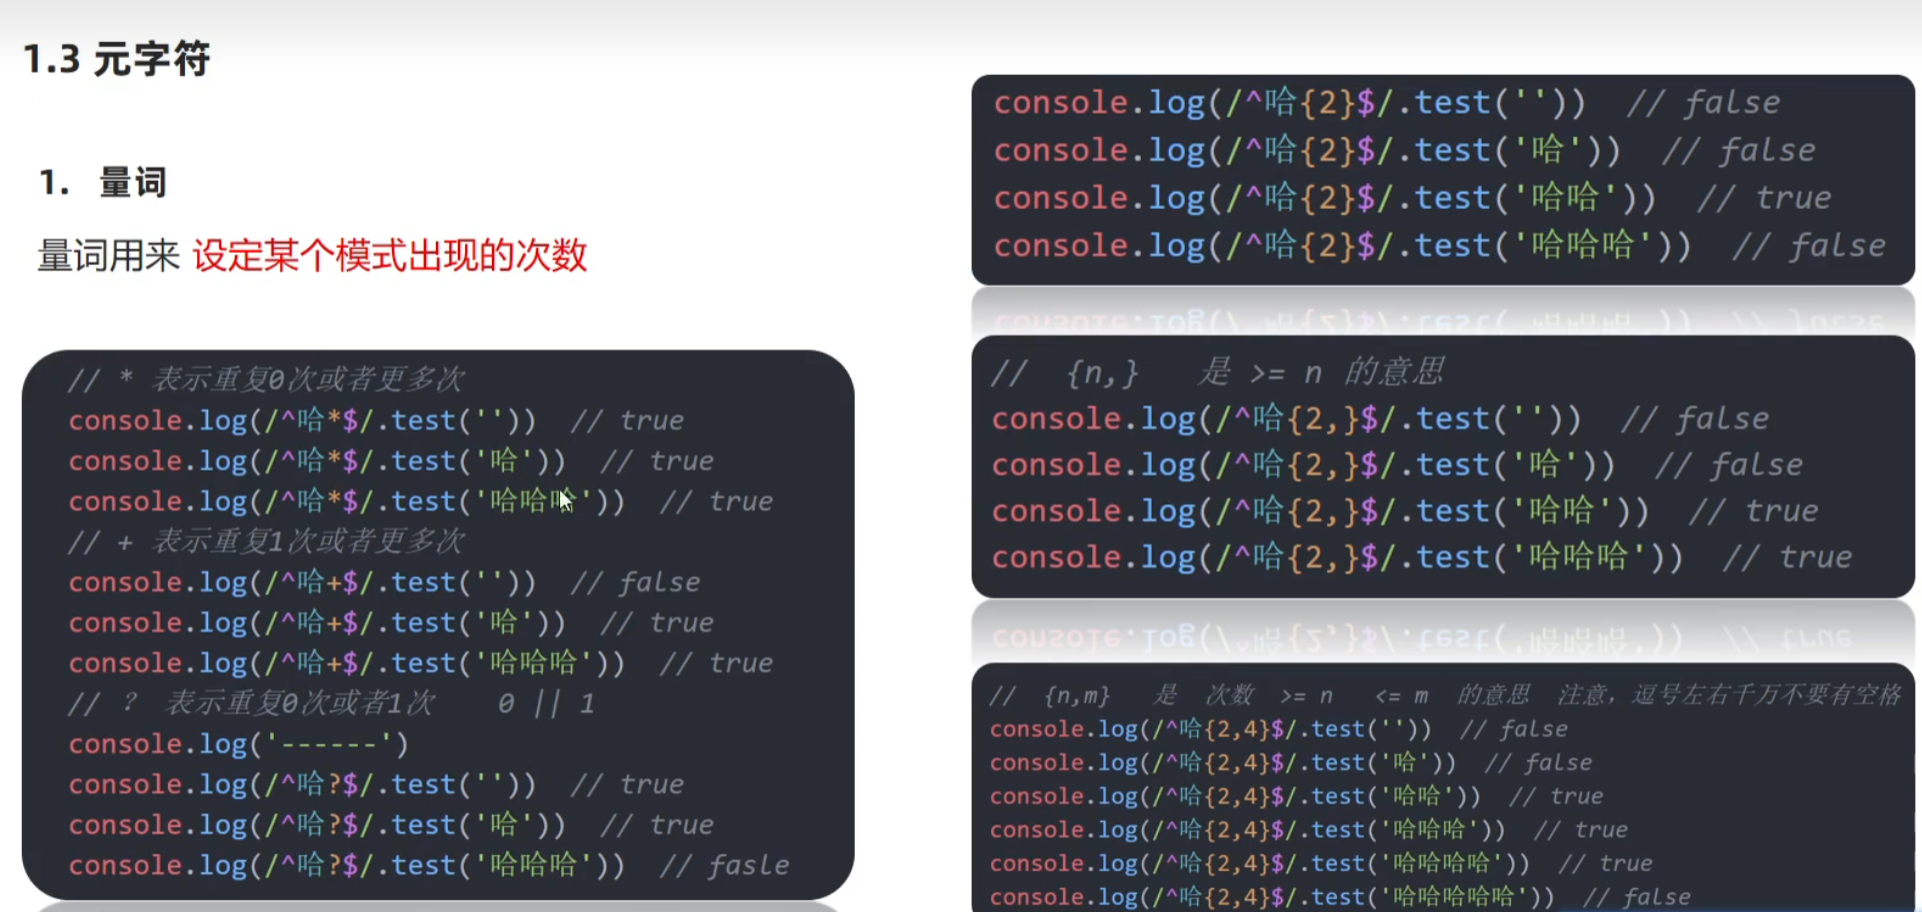 1.3 元字符
1. 量词
量词用来 设定某个模式出现的次数
// * 表示重复0次或者更多次
console.log(/^哈*$/.test('')) // true
console.log(/^哈*$/.test('哈')) // true
console.log(/^哈*$/.test('哈哈哈')) // true
// + 表示重复1次或者更多次
console.log(/^哈+$/.test('')) // false
console.log(/^哈+$/.test('哈')) // true
console.log(/^哈+$/.test('哈哈哈')) // true
// ? 表示重复0次或者1次 0 || 1
console.log('------')
console.log(/^哈?$/.test('')) // true
console.log(/^哈?$/.test('哈')) // true
console.log(/^哈?$/.test('哈哈哈')) // fasle
console.log(/^哈{2}$/.test('')) // false
console.log(/^哈{2}$/.test('哈')) // false
console.log(/^哈{2}$/.test('哈哈')) // true
console.log(/^哈{2}$/.test('哈哈哈')) // false
// {n,} 是 >= n 的意思
console.log(/^哈{2,}$/.test('')) // false
console.log(/^哈{2,}$/.test('哈')) // false
console.log(/^哈{2,}$/.test('哈哈')) // true
console.log(/^哈{2,}$/.test('哈哈哈')) // true
// {n,m} 是 次数 >= n <= m 的意思 注意，逗号左右千万不要有空格
console.log(/^哈{2,4}$/.test('')) // false
console.log(/^哈{2,4}$/.test('哈')) // false
console.log(/^哈{2,4}$/.test('哈哈')) // true
console.log(/^哈{2,4}$/.test('哈哈哈')) // true
console.log(/^哈{2,4}$/.test('哈哈哈哈')) // true
console.log(/^哈{2,4}$/.test('哈哈哈哈哈')) // false